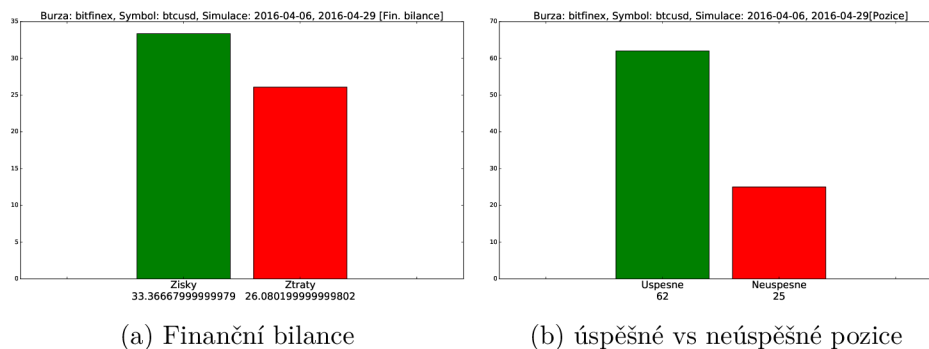 Burza: bitfinex, Symbol: btcusd, Simulace: 2016-04-06, 2016-04-29 [Fin. bilance]
35
30
25
20
15
10
5
0
Zisky
33.36667999999979
Ztraty
26.080199999999802
(a) Finanční bilance
Burza: bitfinex, Symbol: btcusd, Simulace: 2016-04-06, 2016-04-29[Pozice]
70
60
50
40
30
20
10
0
Uspesne
62
Neuspesne
25
(b) úspěšné vs neúspěšné pozice